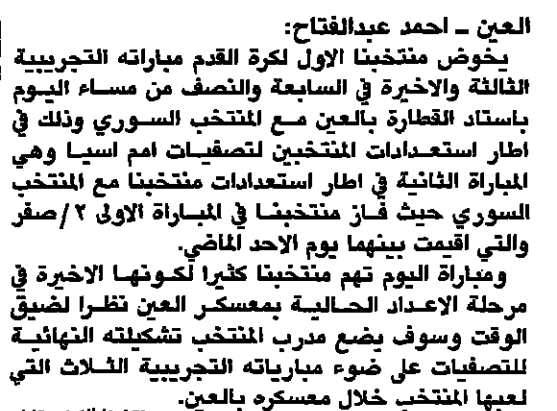 العين ـ احمد عبدالفتاح:
يخوض منتخبنا الاول لكرة القدم مباراته التجريبية
الثالثة والاخيرة في السابعة والنصف من مساء اليوم
باستاد القطارة بالعين مع المنتخب السوري وذلك في
اطار استعدادات المنتخبين لتصفيات امم اسيا وهي
المباراة الثانية في اطار استعدادات منتخبنا مع المنتخب
السوري حيث فاز منتخبنا في المباراة الاولى ٢/صفر
والتي اقيمت بينهما يوم الاحد الماضي.
ومباراة اليوم تهم منتخبنا كثيرا لكونها الاخيرة في
مرحلة الاعداد الحالية بمعسكر العين نظرا لضيق
الوقت وسوف يضع مدرب المنتخب تشكيلته النهائية
للتصفيات على ضوء مبارياته التجريبية الثلاث التي
لعبها المنتخب خلال معسكره بالعين.